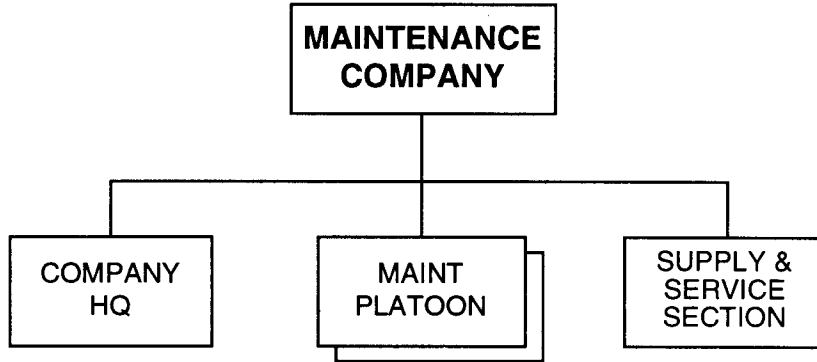 MAINTENANCE
COMPANY
COMPANY
HQ
MAINT
PLATOON
SUPPLY &
SERVICE
SECTION